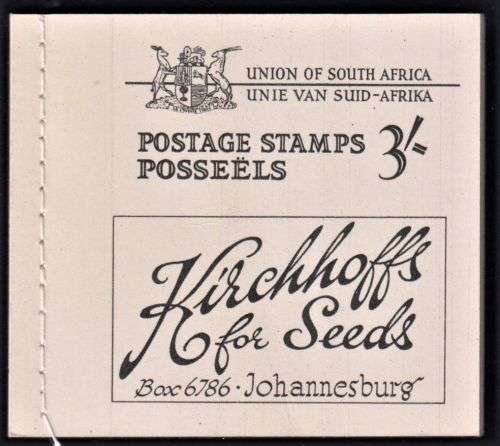 UNION OF SOUTH AFRICA
UNIE VAN SUID-AFRIKA
POSTAGE STAMPS 3/=
POSSEËLS
Kirchhoffs
for Seeds
Box 6786 · Johannesburg